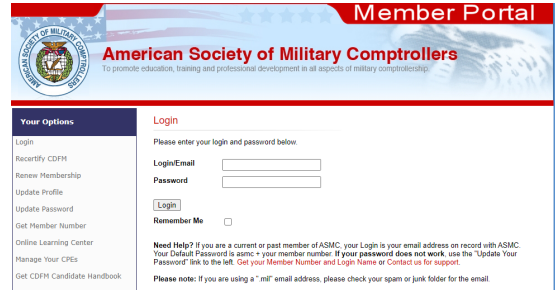 Member Portal
SOCIETY OF MILITARY COMPTROLLERS
AMERICAN
American Society of Military Comptrollers
To promote education, training and professional development in all aspects of military comptrollership.
Your Options
Login
Recertify CDFM
Renew Membership
Update Profile
Update Password
Get Member Number
Online Learning Center
Manage Your CPEs
Get CDFM Candidate Handbook
Login
Please enter your login and password below.
Login/Email
Password
Login
Remember Me
Need Help? If you are a current or past member of ASMC, your Login is your email address on record with ASMC.
Your Default Password is asmc + your member number. If your password does not work, use the "Update Your
Password" link to the left. Get your Member Number and Login Name or Contact us for support.
Please note: If you are using a ".mil" email address, please check your spam or junk folder for the email.